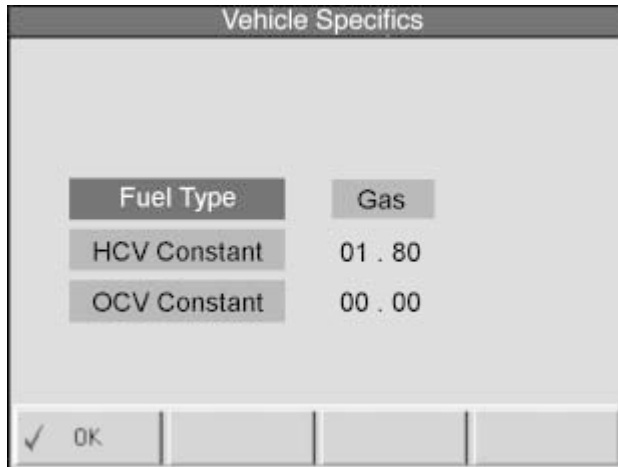 Vehicle Specifics
Fuel Type Gas
HCV Constant 01 . 80
OCV Constant 00 . 00
OK